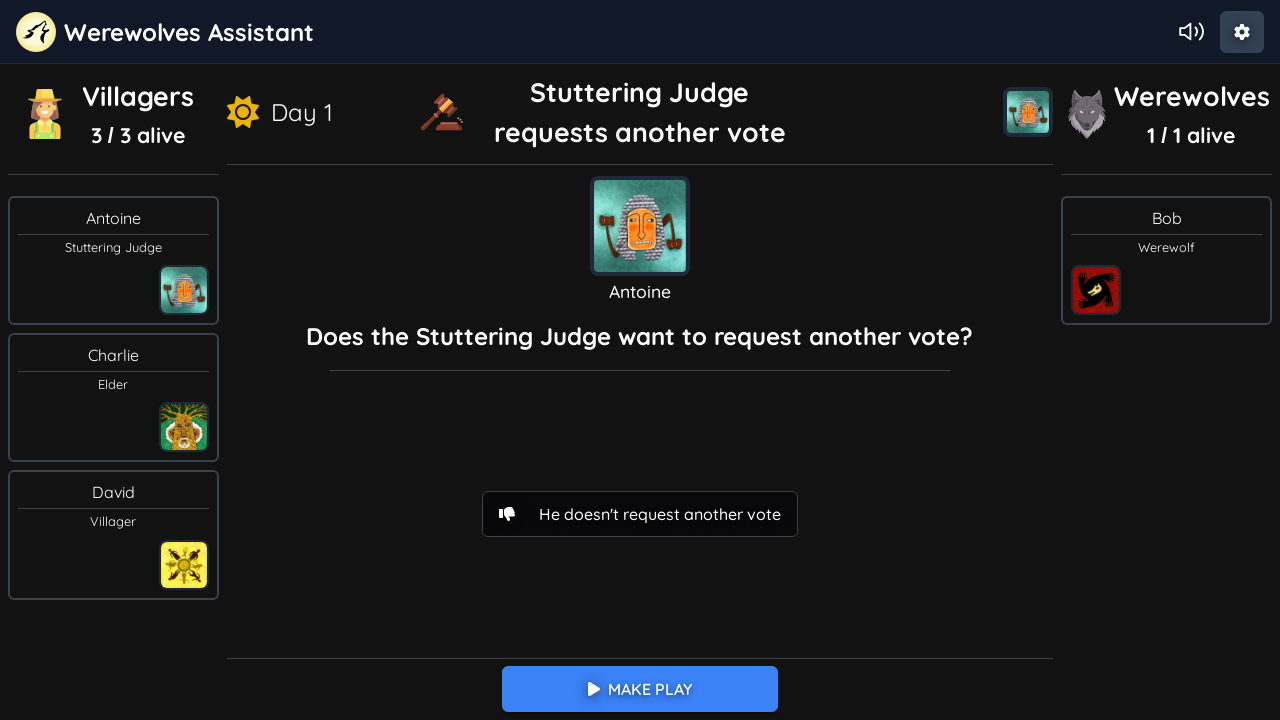 Werewolves Assistant
Villagers
3 / 3 alive
Day 1
Stuttering Judge
requests another vote
Werewolves
1 / 1 alive
Antoine
Stuttering Judge
Charlie
Elder
David
Villager
Antoine
Does the Stuttering Judge want to request another vote?
He doesn't request another vote
MAKE PLAY
Bob
Werewolf